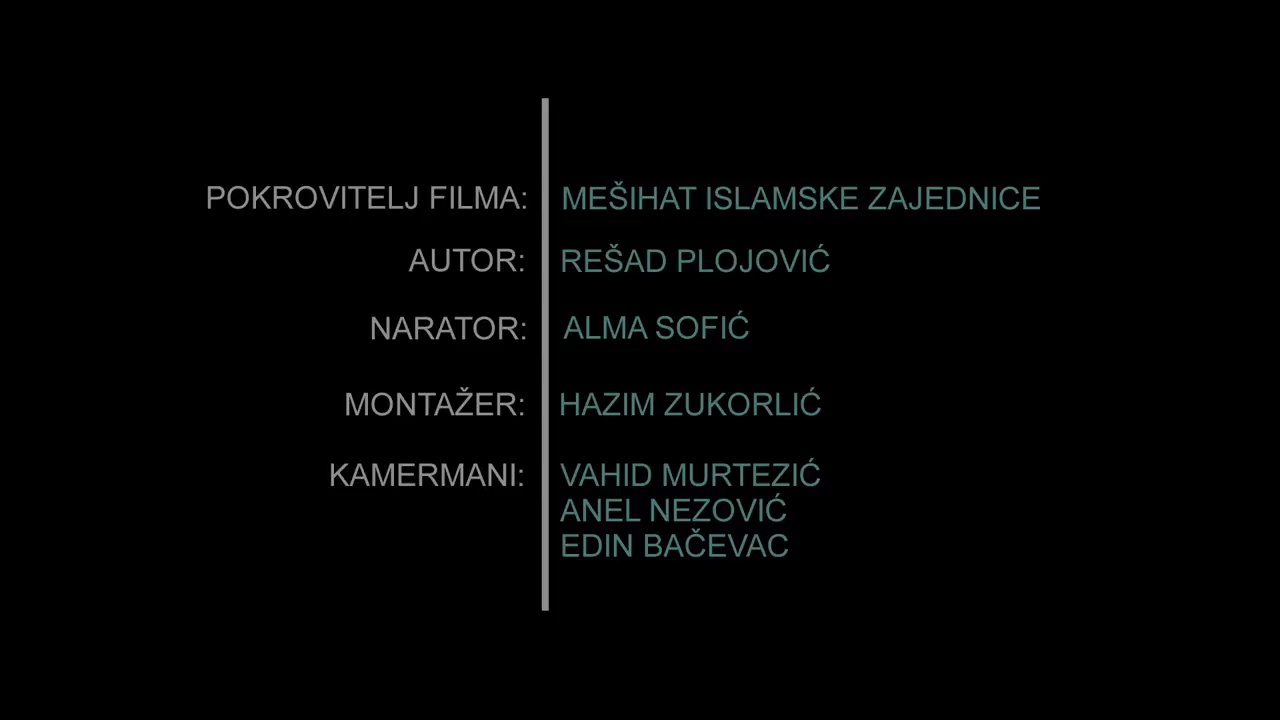 POKROVITELJ FILMA: MEŠIHAT ISLAMSKE ZAJEDNICE
AUTOR: REŠAD PLOJOVIĆ
NARATOR: ALMA SOFIĆ
MONTAŽER: HAZIM ZUKORLIĆ
KAMERMANI: VAHID MURTEZIĆ
ANEL NEZOVIĆ
EDIN BAČEVAC